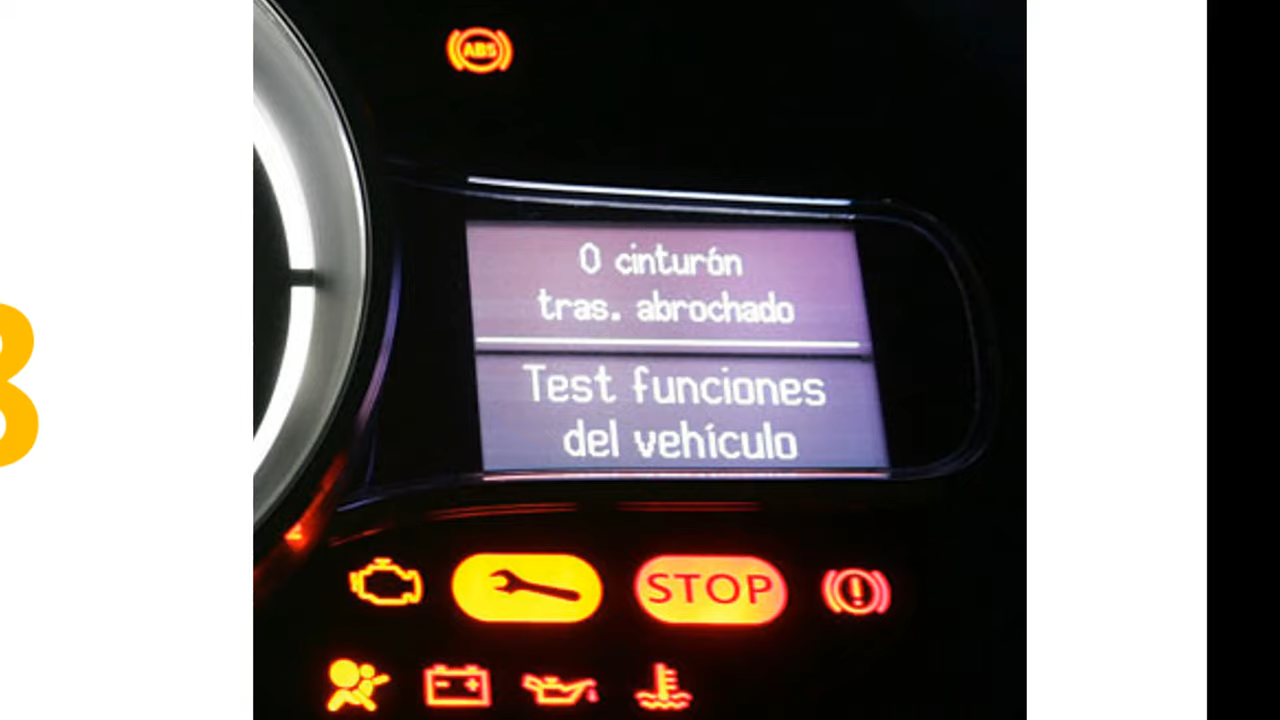 ABS
0 cinturón
tras. abrochado
Test funciones
del vehículo
STOP